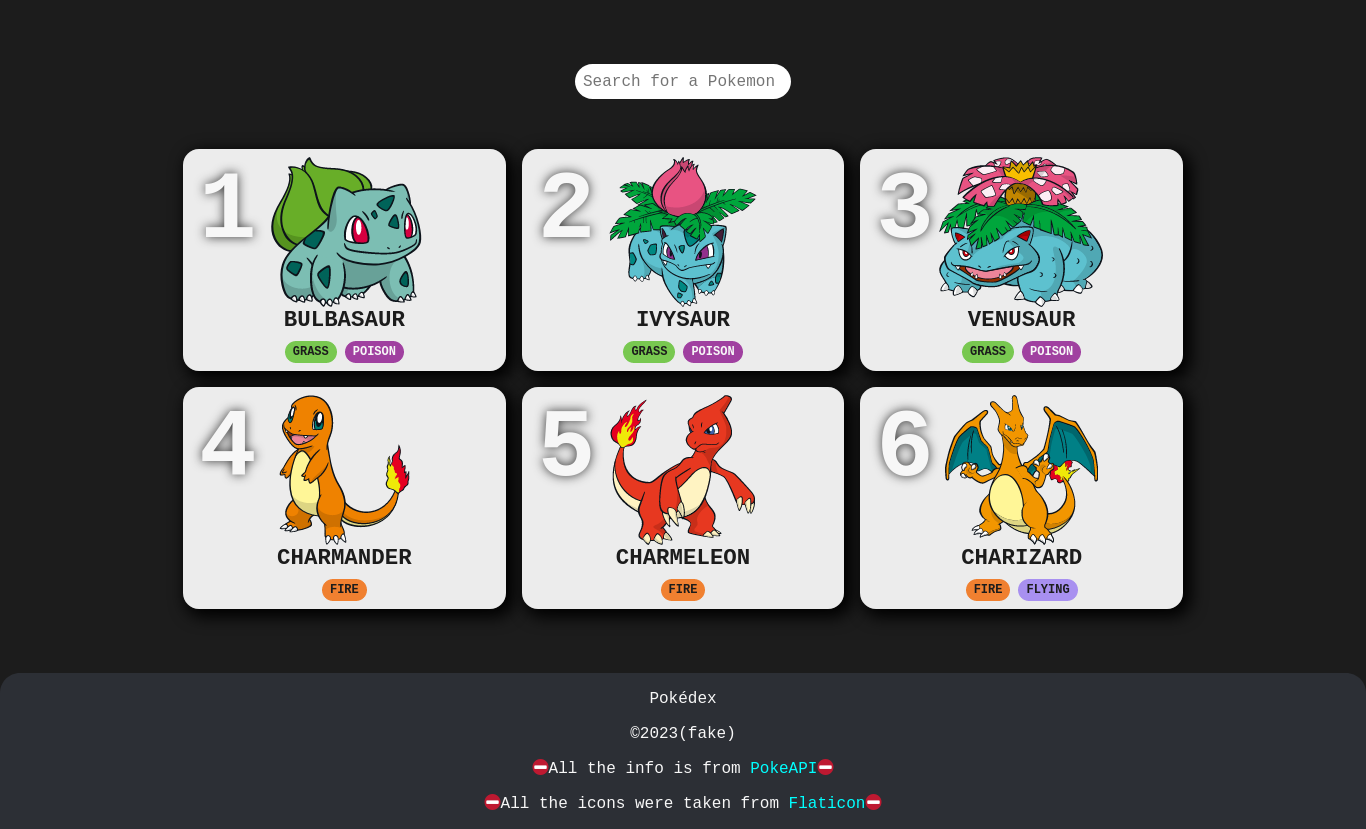 Search for a Pokemon
1
BULBASAUR
GRASS POISON
2
IVYSAUR
GRASS POISON
3
VENUSAUR
GRASS POISON
4
CHARMANDER
FIRE
5
CHARMELEON
FIRE
6
CHARIZARD
FIRE FLYING
Pokédex
©2023(fake)
⛔All the info is from PokeAPI⛔
⛔All the icons were taken from Flaticon⛔